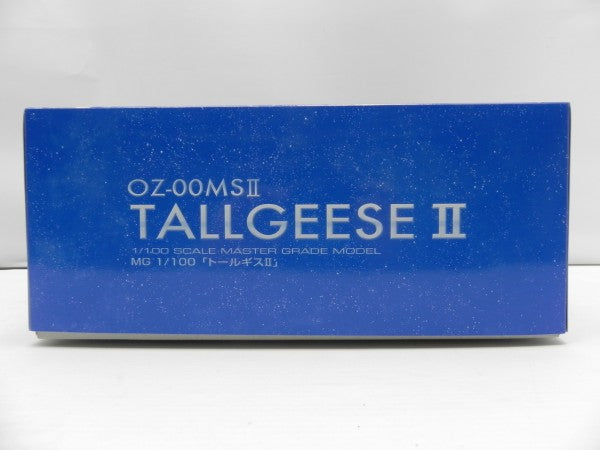 OZ-00MSII
TALLGEESE II
1/100 SCALE MASTER GRADE MODEL
MG 1/100 「トールギスII」